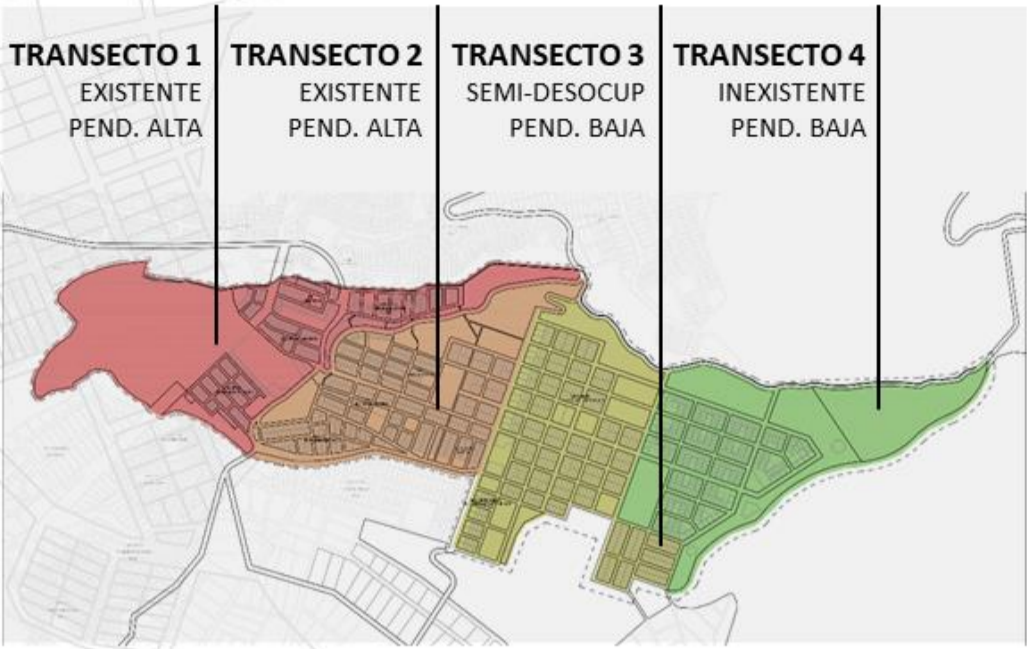 TRANSECTO 1
EXISTENTE
PEND. ALTA
TRANSECTO 2
EXISTENTE
PEND. ALTA
TRANSECTO 3
SEMI-DESOCUP
PEND. BAJA
TRANSECTO 4
INEXISTENTE
PEND. BAJA